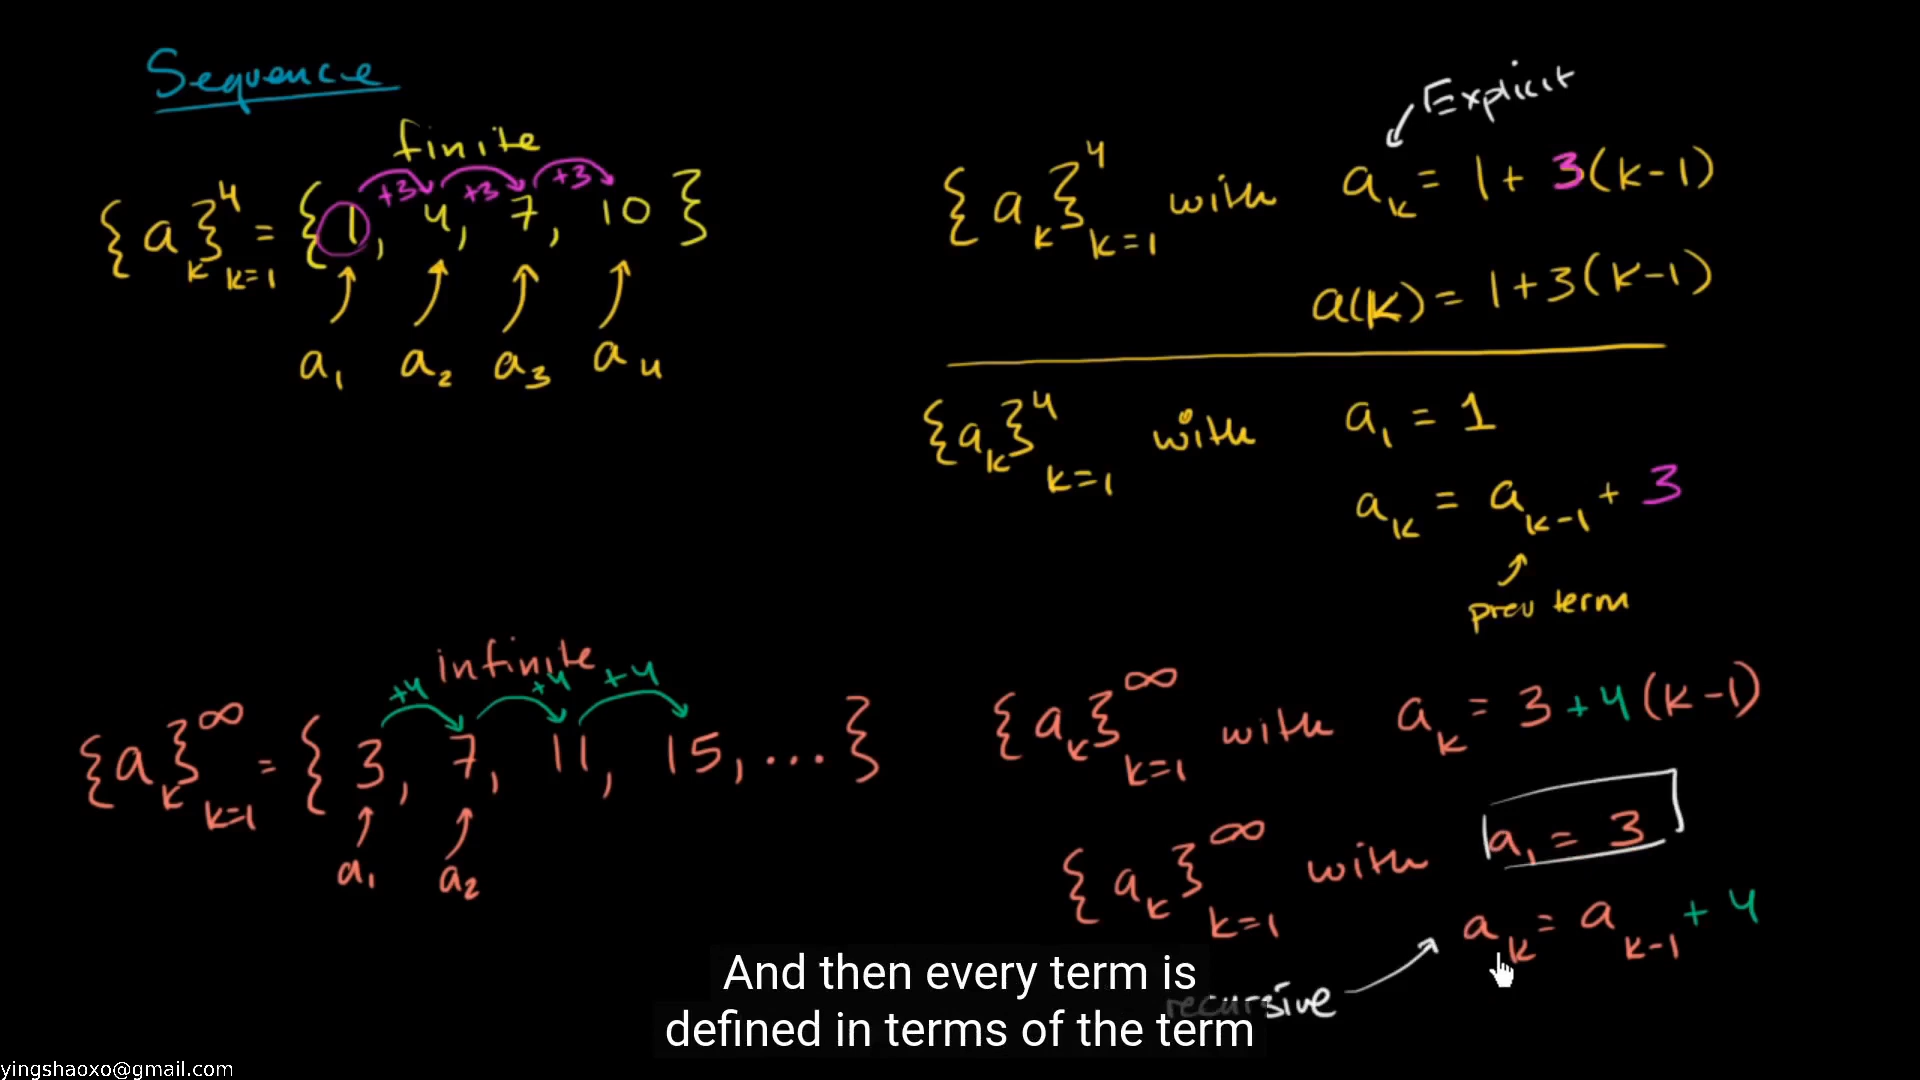 Sequence
finite
+3 +3 +3
{a_k}^4_{k=1} = {1, 4, 7, 10}
a_1 a_2 a_3 a_4
Explicit
{a_k}^4_{k=1} with a_k = 1 + 3(k-1)
a(k) = 1+3(k-1)
{a_k}^4_{k=1} with a_1 = 1
a_k = a_{k-1} + 3
prev term
infinite
+4 +4 +4
{a_k}^∞_{k=1} = {3, 7, 11, 15, ...}
a_1 a_2
{a_k}^∞_{k=1} with a_k = 3 +4(k-1)
{a_k}^∞_{k=1} with a_1 = 3
a_k = a_{k-1} + 4
recursive
And then every term is
defined in terms of the term
yingshaoxo@gmail.com